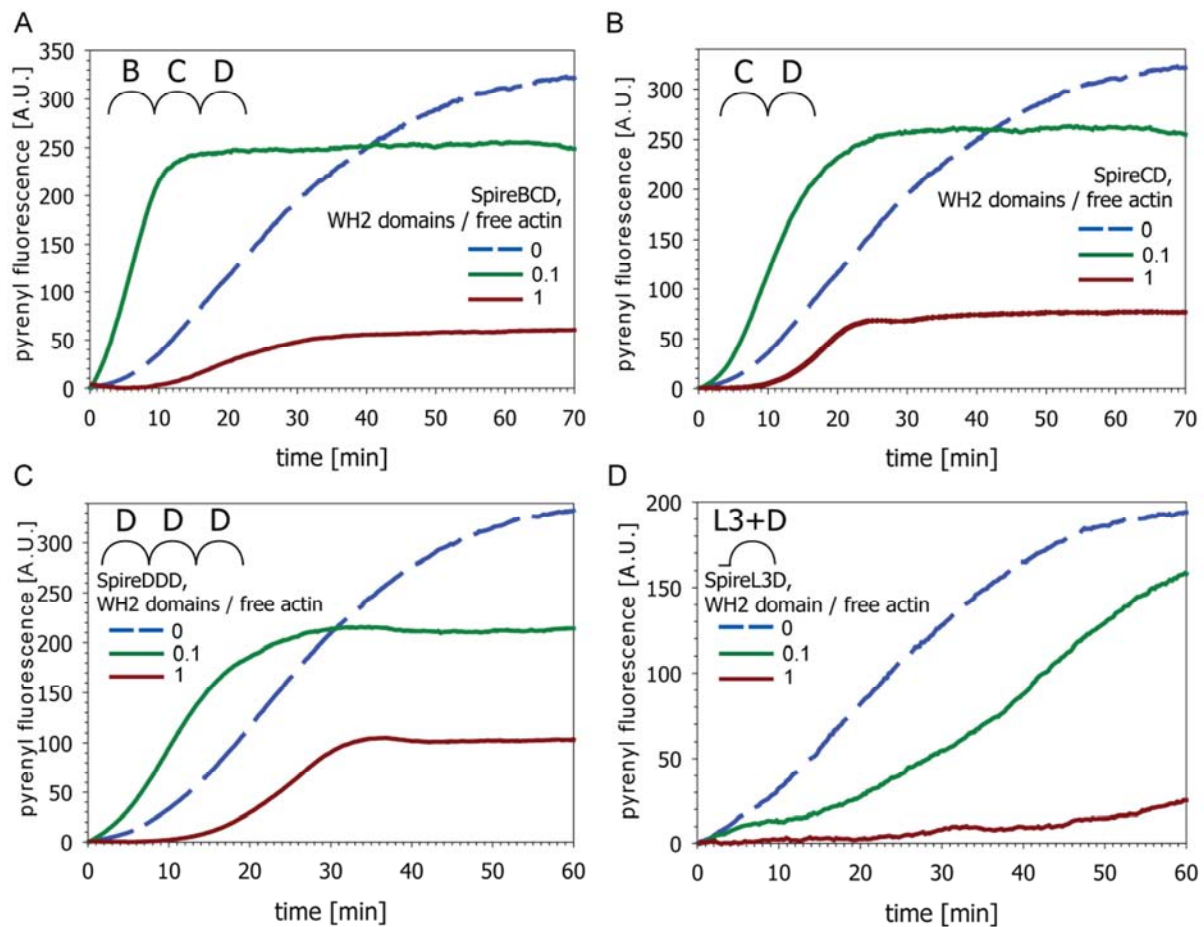 A
pyrenyl fluorescence [A.U.]
350
300
250
200
150
100
50
0
B C D
SpireBCD,
WH2 domains / free actin
0
0.1
1
0 10 20 30 40 50 60 70
time [min]
B
pyrenyl fluorescence [A.U.]
300
250
200
150
100
50
0
C D
SpireCD,
WH2 domains / free actin
0
0.1
1
0 10 20 30 40 50 60 70
time [min]
C
pyrenyl fluorescence [A.U.]
300
250
200
150
100
50
0
D D D
SpireDDD,
WH2 domains / free actin
0
0.1
1
0 10 20 30 40 50 60
time [min]
D
pyrenyl fluorescence [A.U.]
200
150
100
50
0
L3+D
SpireL3D,
WH2 domain / free actin
0
0.1
1
0 10 20 30 40 50 60
time [min]